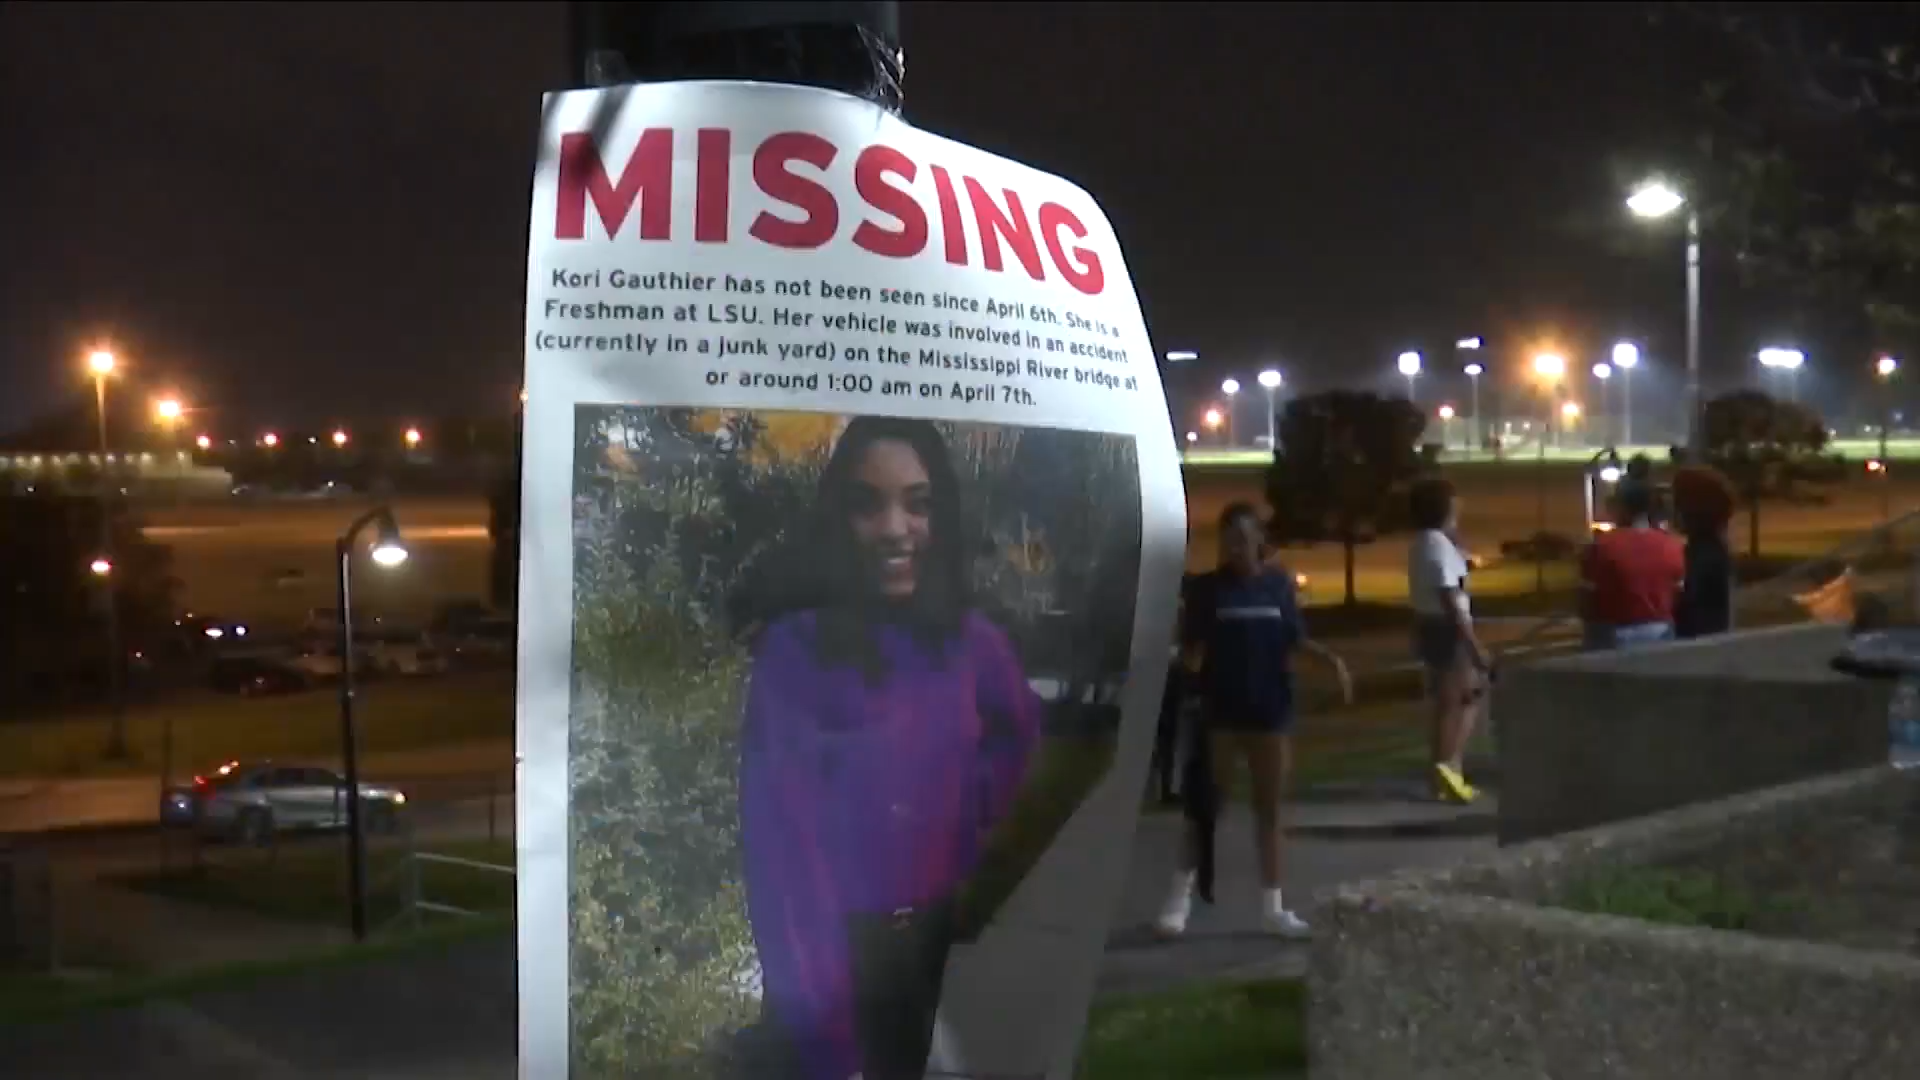 MISSING
Kori Gauthier has not been seen since April 6th. She is a
Freshman at LSU. Her vehicle was involved in an accident
(currently in a junk yard) on the Mississippi River bridge at
or around 1:00 am on April 7th.